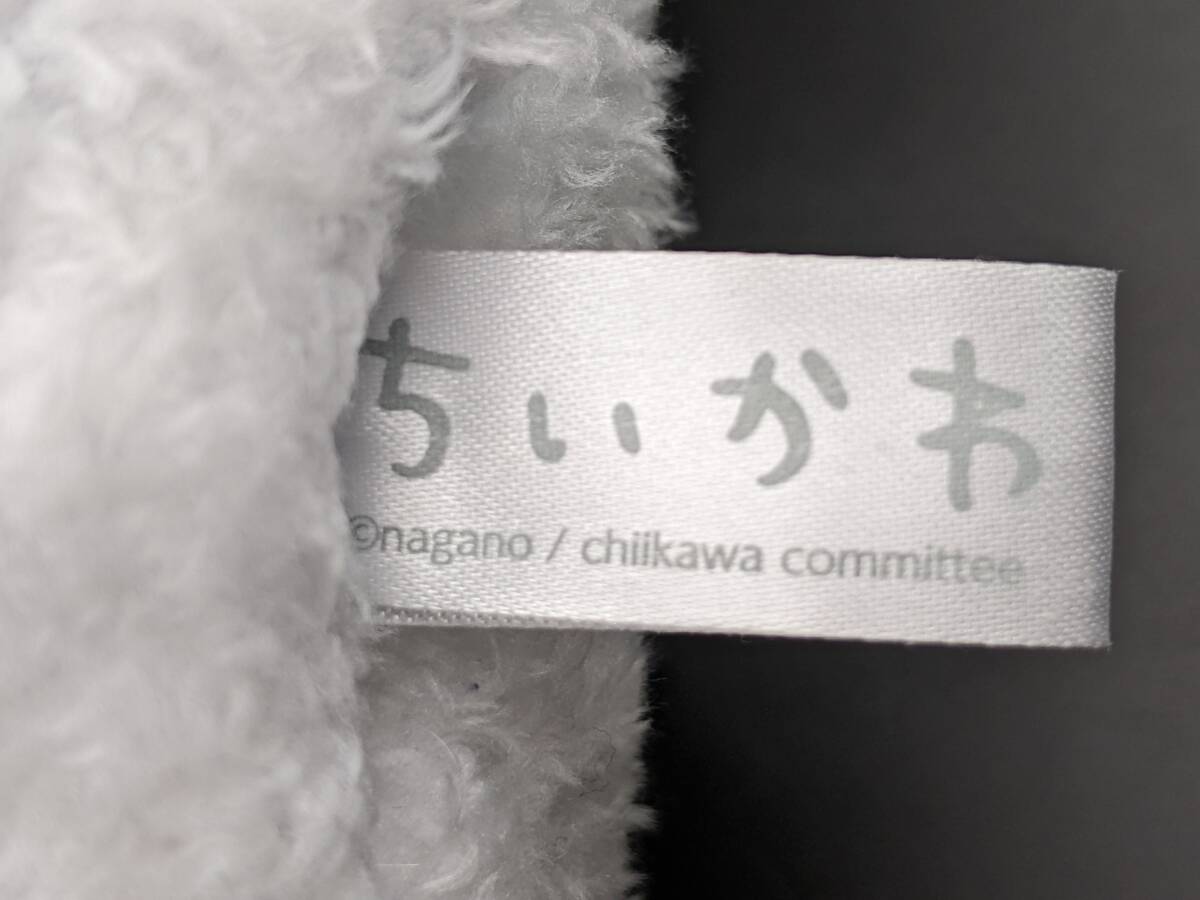 ちいかわ
©nagano / chiikawa committee